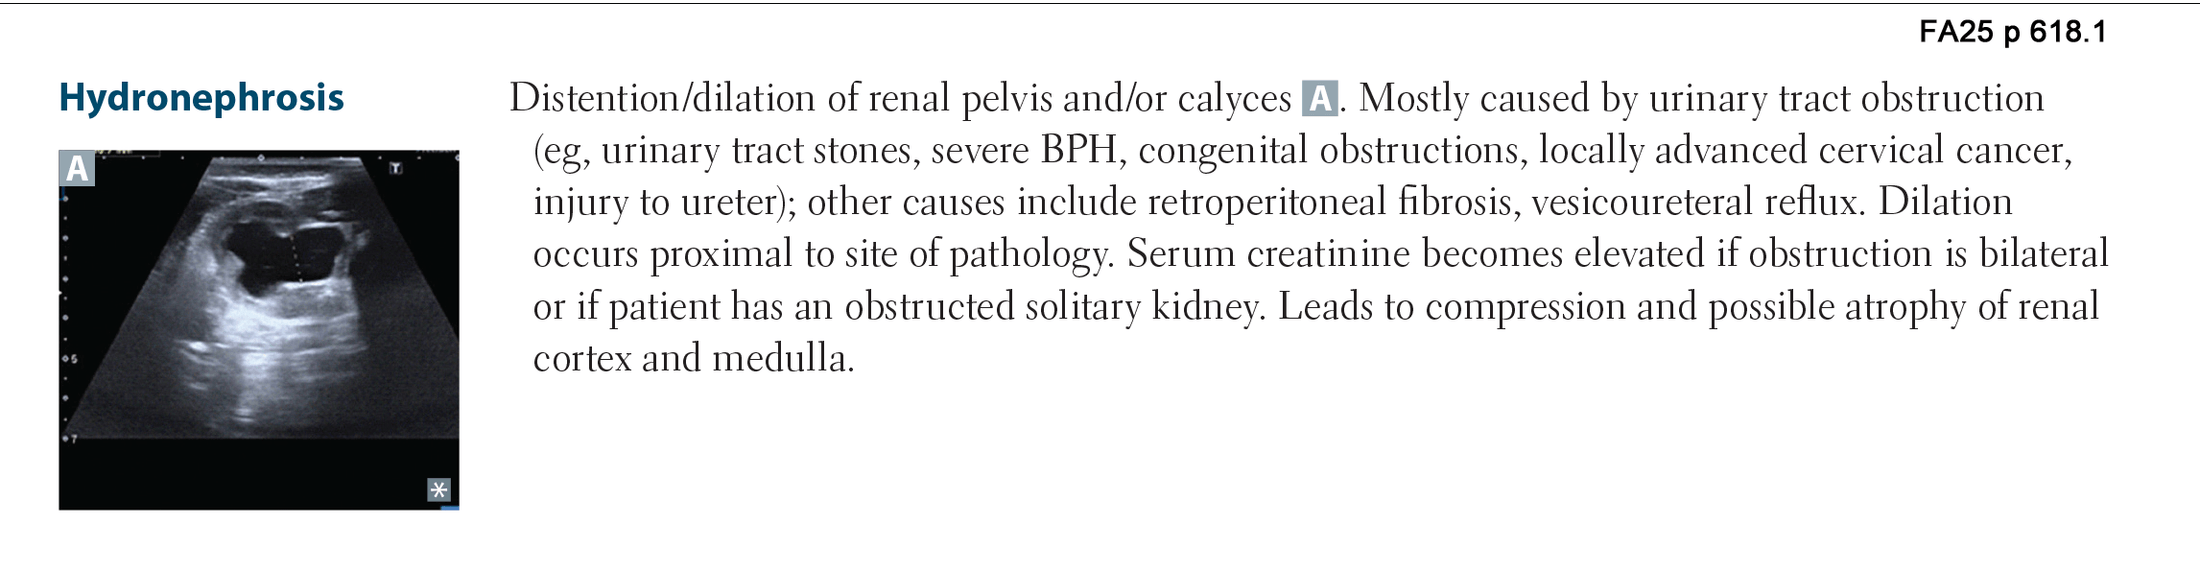 FA25 p 618.1
Hydronephrosis
Distention/dilation of renal pelvis and/or calyces A. Mostly caused by urinary tract obstruction
(eg, urinary tract stones, severe BPH, congenital obstructions, locally advanced cervical cancer,
injury to ureter); other causes include retroperitoneal fibrosis, vesicoureteral reflux. Dilation
occurs proximal to site of pathology. Serum creatinine becomes elevated if obstruction is bilateral
or if patient has an obstructed solitary kidney. Leads to compression and possible atrophy of renal
cortex and medulla.
A
T
5
7
*